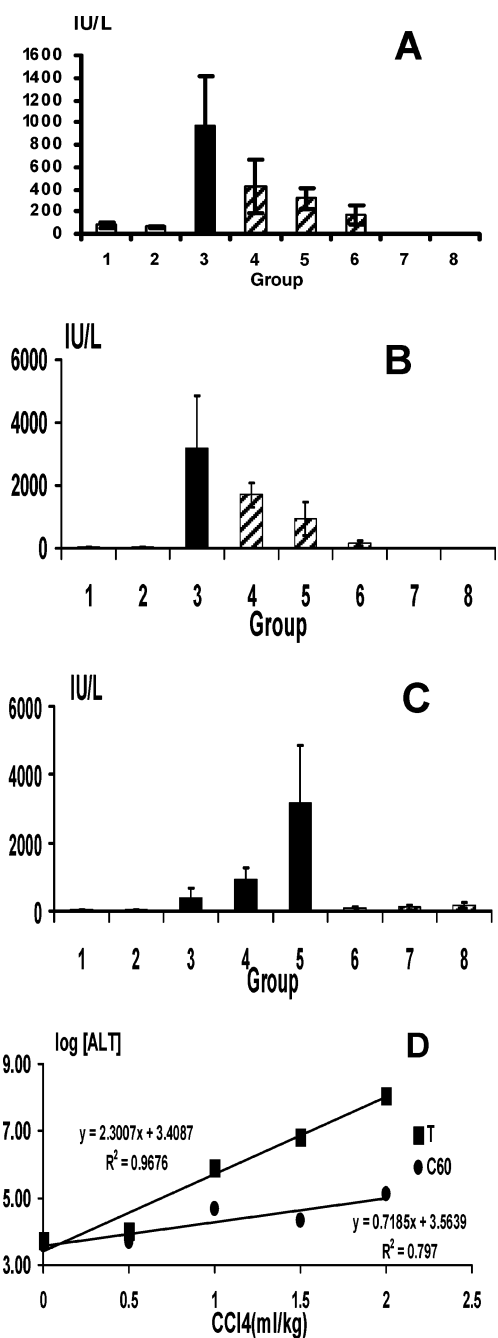 IU/L
A
1600
1400
1200
1000
800
600
400
200
0
1 2 3 4 5 6 7 8
Group
IU/L
B
6000
4000
2000
0
1 2 3 4 5 6 7 8
Group
IU/L
C
6000
4000
2000
0
1 2 3 4 5 6 7 8
Group
log [ALT]
D
9.00
7.00
5.00
3.00
y = 2.3007x + 3.4087
R² = 0.9676
T
C60
y = 0.7185x + 3.5639
R² = 0.797
0 0.5 1 1.5 2 2.5
CCl4(ml/kg)